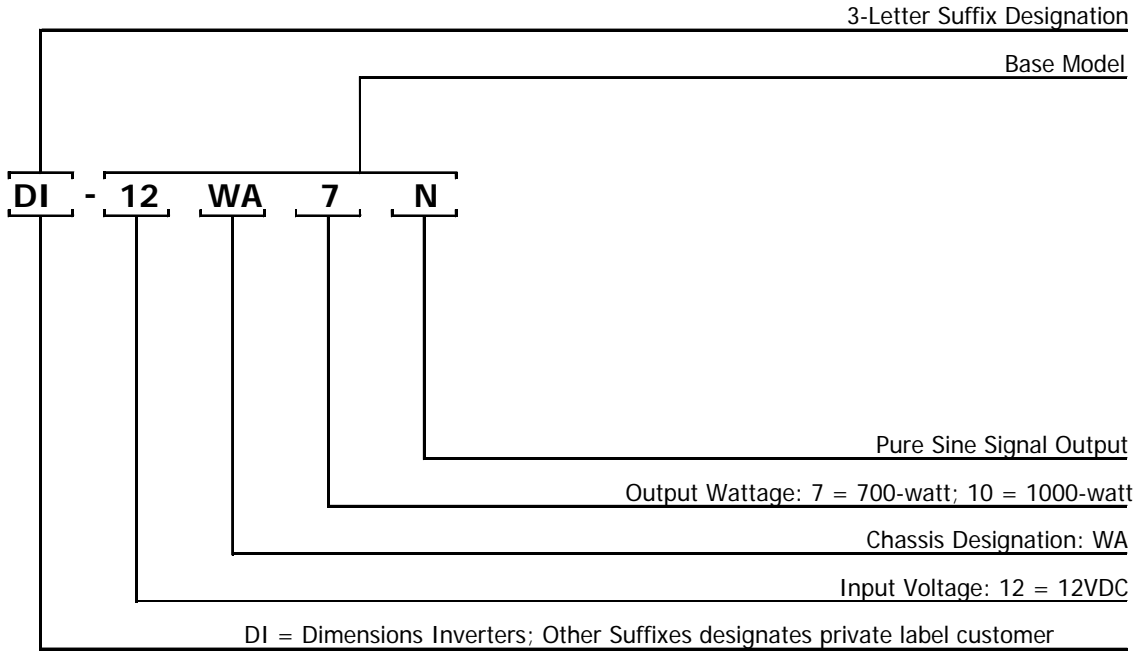 3-Letter Suffix Designation
Base Model
DI - 12 WA 7 N
Pure Sine Signal Output
Output Wattage: 7 = 700-watt; 10 = 1000-watt
Chassis Designation: WA
Input Voltage: 12 = 12VDC
DI = Dimensions Inverters; Other Suffixes designates private label customer